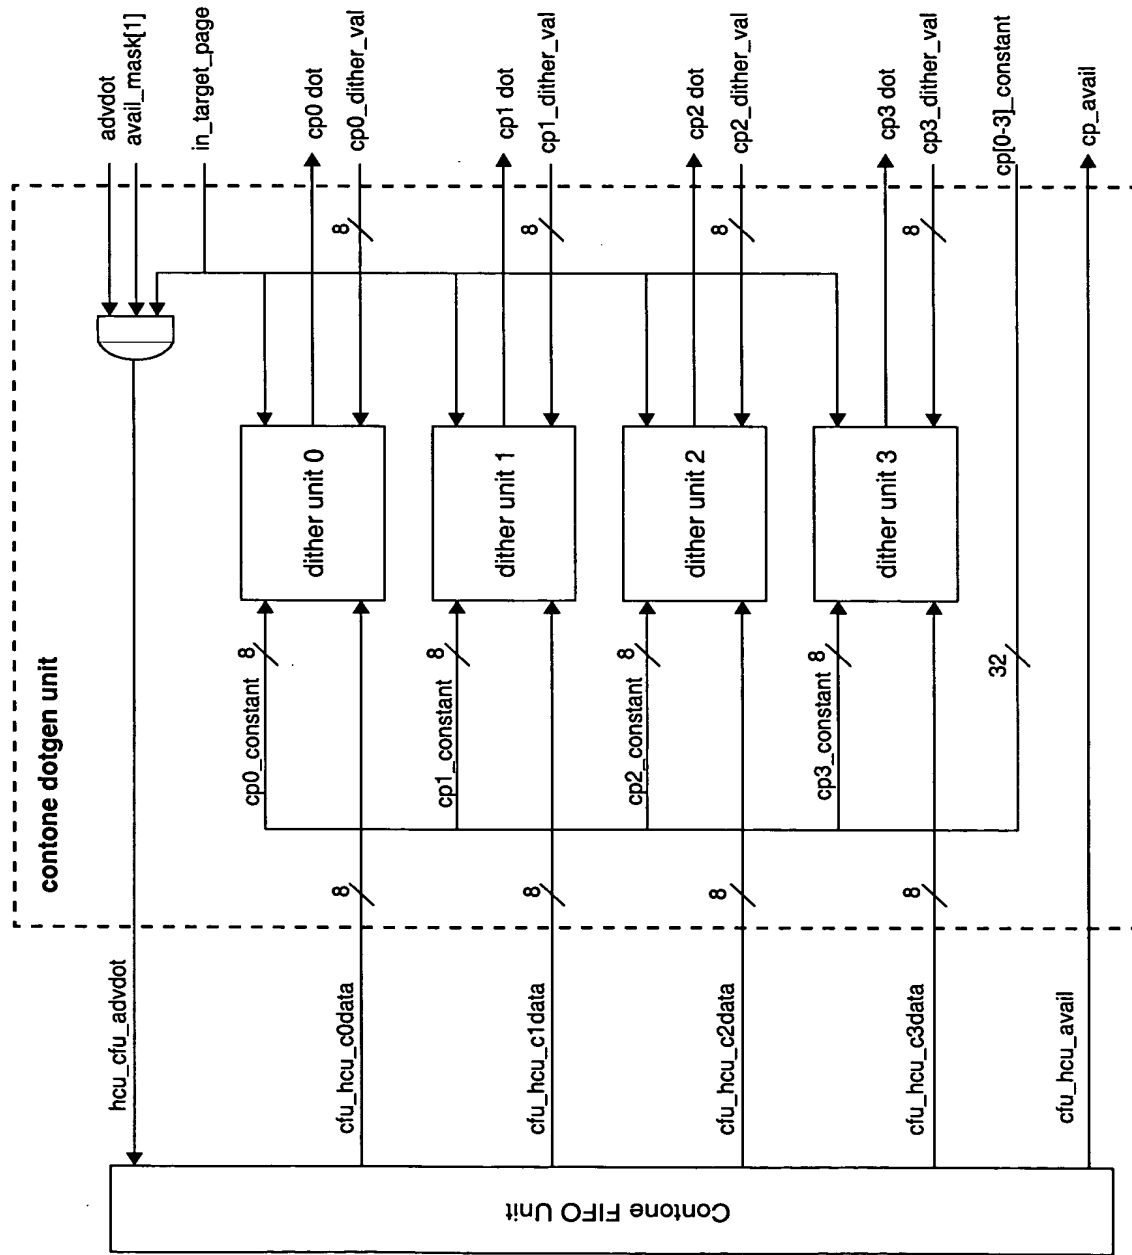 contone dotgen unit
advdot
avail_mask[1]
in_target_page
cp0 dot
cp0_dither_val
cp1 dot
cp1_dither_val
cp2 dot
cp2_dither_val
cp3 dot
cp3_dither_val
cp[0-3]_constant
cp_avail
8
8
8
8
dither unit 0
dither unit 1
dither unit 2
dither unit 3
cp0_constant
8
cp1_constant
8
cp2_constant
8
cp3_constant
8
32
8
8
8
8
hcu_cfu_advdot
cfu_hcu_c0data
cfu_hcu_c1data
cfu_hcu_c2data
cfu_hcu_c3data
cfu_hcu_avail
Contone FIFO Unit